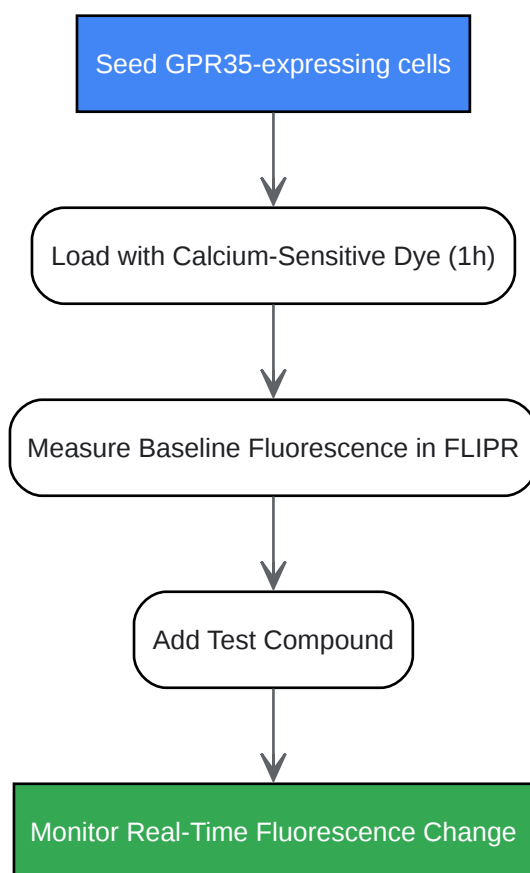 Seed GPR35-expressing cells
Load with Calcium-Sensitive Dye (1h)
Measure Baseline Fluorescence in FLIPR
Add Test Compound
Monitor Real-Time Fluorescence Change